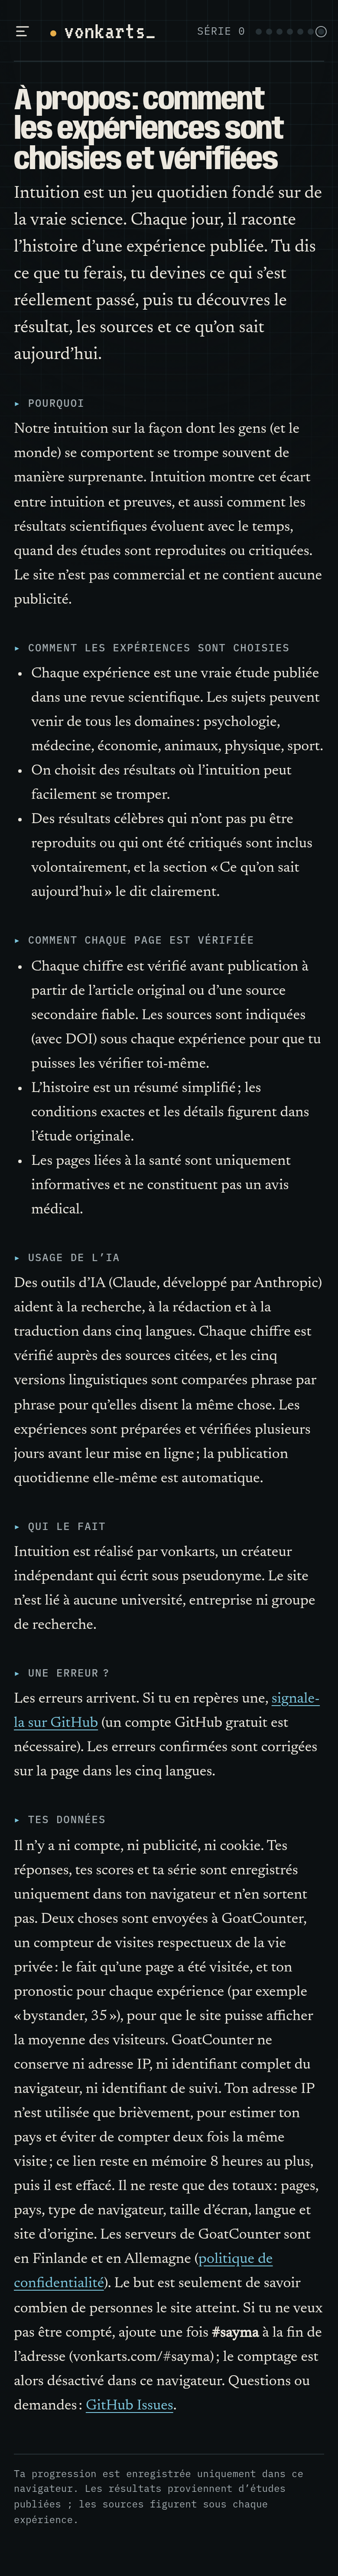 vonkarts_
SÉRIE 0
À propos : comment
les expériences sont
choisies et vérifiées
Intuition est un jeu quotidien fondé sur de
la vraie science. Chaque jour, il raconte
l’histoire d’une expérience publiée. Tu dis
ce que tu ferais, tu devines ce qui s’est
réellement passé, puis tu découvres le
résultat, les sources et ce qu’on sait
aujourd’hui.
▸ POURQUOI
Notre intuition sur la façon dont les gens (et le
monde) se comportent se trompe souvent de
manière surprenante. Intuition montre cet écart
entre intuition et preuves, et aussi comment les
résultats scientifiques évoluent avec le temps,
quand des études sont reproduites ou critiquées.
Le site n’est pas commercial et ne contient aucune
publicité.
▸ COMMENT LES EXPÉRIENCES SONT CHOISIES
• Chaque expérience est une vraie étude publiée
dans une revue scientifique. Les sujets peuvent
venir de tous les domaines : psychologie,
médecine, économie, animaux, physique, sport.
• On choisit des résultats où l’intuition peut
facilement se tromper.
• Des résultats célèbres qui n’ont pas pu être
reproduits ou qui ont été critiqués sont inclus
volontairement, et la section « Ce qu’on sait
aujourd’hui » le dit clairement.
▸ COMMENT CHAQUE PAGE EST VÉRIFIÉE
• Chaque chiffre est vérifié avant publication à
partir de l’article original ou d’une source
secondaire fiable. Les sources sont indiquées
(avec DOI) sous chaque expérience pour que tu
puisses les vérifier toi-même.
• L’histoire est un résumé simplifié ; les
conditions exactes et les détails figurent dans
l’étude originale.
• Les pages liées à la santé sont uniquement
informatives et ne constituent pas un avis
médical.
▸ USAGE DE L’IA
Des outils d’IA (Claude, développé par Anthropic)
aident à la recherche, à la rédaction et à la
traduction dans cinq langues. Chaque chiffre est
vérifié auprès des sources citées, et les cinq
versions linguistiques sont comparées phrase par
phrase pour qu’elles disent la même chose. Les
expériences sont préparées et vérifiées plusieurs
jours avant leur mise en ligne ; la publication
quotidienne elle-même est automatique.
▸ QUI LE FAIT
Intuition est réalisé par vonkarts, un créateur
indépendant qui écrit sous pseudonyme. Le site
n’est lié à aucune université, entreprise ni groupe
de recherche.
▸ UNE ERREUR ?
Les erreurs arrivent. Si tu en repères une, signale-
la sur GitHub (un compte GitHub gratuit est
nécessaire). Les erreurs confirmées sont corrigées
sur la page dans les cinq langues.
▸ TES DONNÉES
Il n’y a ni compte, ni publicité, ni cookie. Tes
réponses, tes scores et ta série sont enregistrés
uniquement dans ton navigateur et n’en sortent
pas. Deux choses sont envoyées à GoatCounter,
un compteur de visites respectueux de la vie
privée : le fait qu’une page a été visitée, et ton
pronostic pour chaque expérience (par exemple
« bystander, 35 »), pour que le site puisse afficher
la moyenne des visiteurs. GoatCounter ne
conserve ni adresse IP, ni identifiant complet du
navigateur, ni identifiant de suivi. Ton adresse IP
n’est utilisée que brièvement, pour estimer ton
pays et éviter de compter deux fois la même
visite ; ce lien reste en mémoire 8 heures au plus,
puis il est effacé. Il ne reste que des totaux : pages,
pays, type de navigateur, taille d’écran, langue et
site d’origine. Les serveurs de GoatCounter sont
en Finlande et en Allemagne (politique de
confidentialité). Le but est seulement de savoir
combien de personnes le site atteint. Si tu ne veux
pas être compté, ajoute une fois #sayma à la fin de
l’adresse (vonkarts.com/#sayma) ; le comptage est
alors désactivé dans ce navigateur. Questions ou
demandes : GitHub Issues.
Ta progression est enregistrée uniquement dans ce
navigateur. Les résultats proviennent d’études
publiées ; les sources figurent sous chaque
expérience.